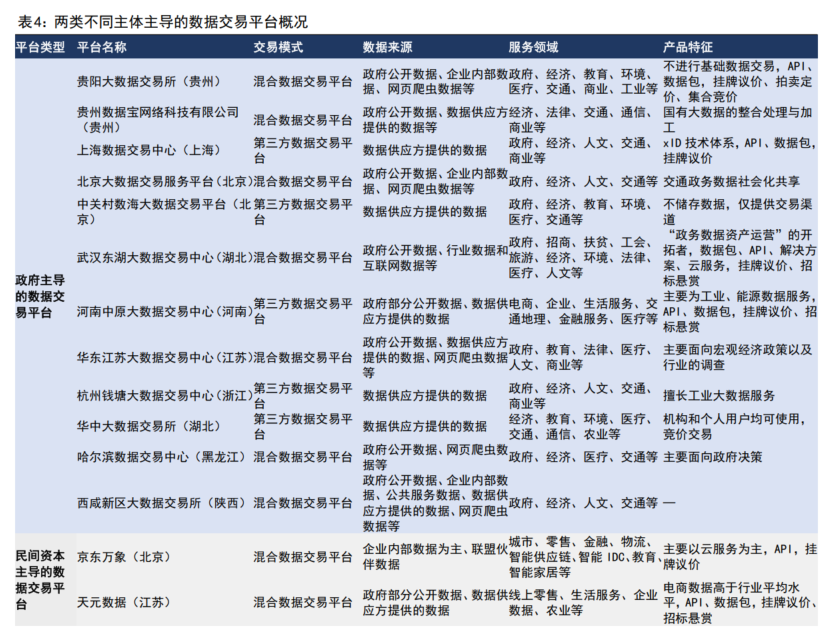 表4：两类不同主体主导的数据交易平台概况
平台类型 平台名称 交易模式 数据来源 服务领域 产品特征
政府主导
的数据交
易平台
贵阳大数据交易所（贵州）
混合数据交易平台
政府公开数据、企业内部数
据、网页爬虫数据等
政府、经济、教育、环境、
医疗、交通、商业、工业等
不进行基础数据交易，API、
数据包，挂牌议价、拍卖定
价、集合竞价
贵州数据宝网络科技有限公司
（贵州）
混合数据交易平台
政府公开数据、数据供应方
提供的数据等
经济、法律、交通、通信、
商业等
国有大数据的整合处理与加
工
上海数据交易中心（上海）
第三方数据交易平
台
数据供应方提供的数据
政府、经济、人文、交通、
商业等
xID 技术体系，API、数据包，
挂牌议价
北京大数据交易服务平台（北京）
混合数据交易平台
政府公开数据、企业内部数
据、网页爬虫数据等
政府、经济、人文、交通等
交通政务数据社会化共享
中关村数海大数据交易平台（北
京）
第三方数据交易平
台
数据供应方提供的数据
政府、经济、教育、环境、
医疗、交通等
不储存数据，仅提供交易渠
道
武汉东湖大数据交易中心（湖北）
混合数据交易平台
政府公开数据、行业数据和
互联网数据等
政府、招商、扶贫、工会、
旅游、经济、环境、法律、
医疗、人文等
“政务数据资产运营”的开
拓者，数据包、API、解决方
案、云服务，挂牌议价、招
标悬赏
河南中原大数据交易中心（河南）
第三方数据交易平
台
政府部分公开数据、数据供
应方提供的数据
电商、企业、生活服务、交
通地理、金融服务、医疗等
主要为工业、能源数据服务，
API、数据包，挂牌议价、招
标悬赏
华东江苏大数据交易中心（江苏）
混合数据交易平台
政府公开数据、数据供应方
提供的数据、网页爬虫数据
等
政府、教育、法律、医疗、
人文、商业等
主要面向宏观经济政策以及
行业的调查
杭州钱塘大数据交易中心（浙江）
第三方数据交易平
台
数据供应方提供的数据
政府、经济、人文、交通、
商业等
擅长工业大数据服务
华中大数据交易所（湖北）
第三方数据交易平
台
数据供应方提供的数据
经济、教育、环境、医疗、
交通、通信、农业等
机构和个人用户均可使用，
竞价交易
哈尔滨数据交易中心（黑龙江）
混合数据交易平台
政府公开数据、网页爬虫数
据等
政府、经济、医疗、交通等
主要面向政府决策
西咸新区大数据交易所（陕西）
混合数据交易平台
政府公开数据、企业内部数
据、公共服务数据、数据供
应方提供的数据、网页爬虫
数据等
政府、经济、人文、交通等
—
民间资本
主导的数
据交易平
台
京东万象（北京）
混合数据交易平台
企业内部数据为主、联盟伙
伴数据
城市、零售、金融、物流、
智能供应链、智能 IDC、教育、
智能家居等
主要以云服务为主，API，挂
牌议价
天元数据（江苏）
混合数据交易平台
政府部分公开数据、数据供
应方提供的数据
线上零售、生活服务、企业
数据、农业等
电商数据高于行业平均水
平，API、数据包，挂牌议价、
招标悬赏